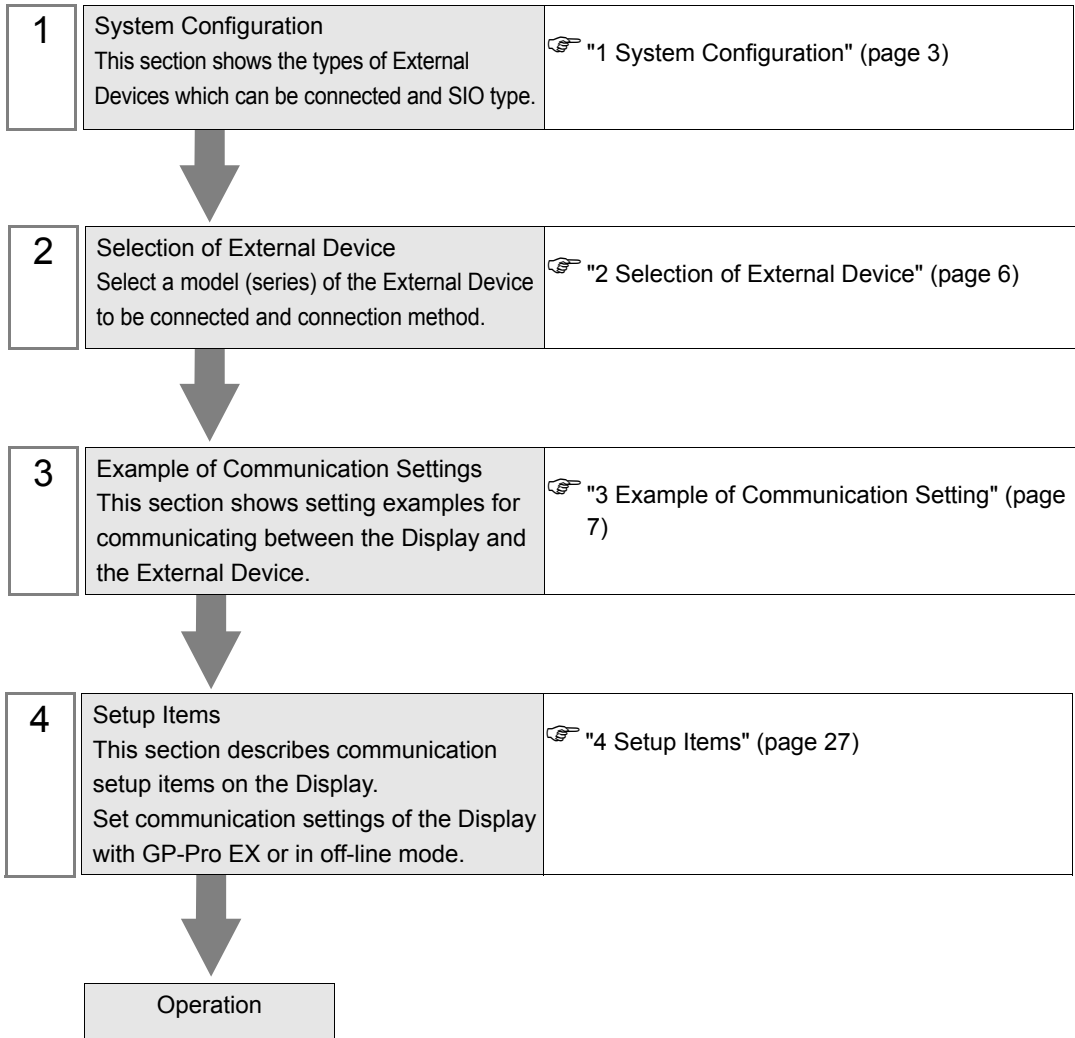 1
System Configuration
This section shows the types of External
Devices which can be connected and SIO type.
"1 System Configuration" (page 3)
2
Selection of External Device
Select a model (series) of the External Device
to be connected and connection method.
"2 Selection of External Device" (page 6)
3
Example of Communication Settings
This section shows setting examples for
communicating between the Display and
the External Device.
"3 Example of Communication Setting" (page
7)
4
Setup Items
This section describes communication
setup items on the Display.
Set communication settings of the Display
with GP-Pro EX or in off-line mode.
"4 Setup Items" (page 27)
Operation